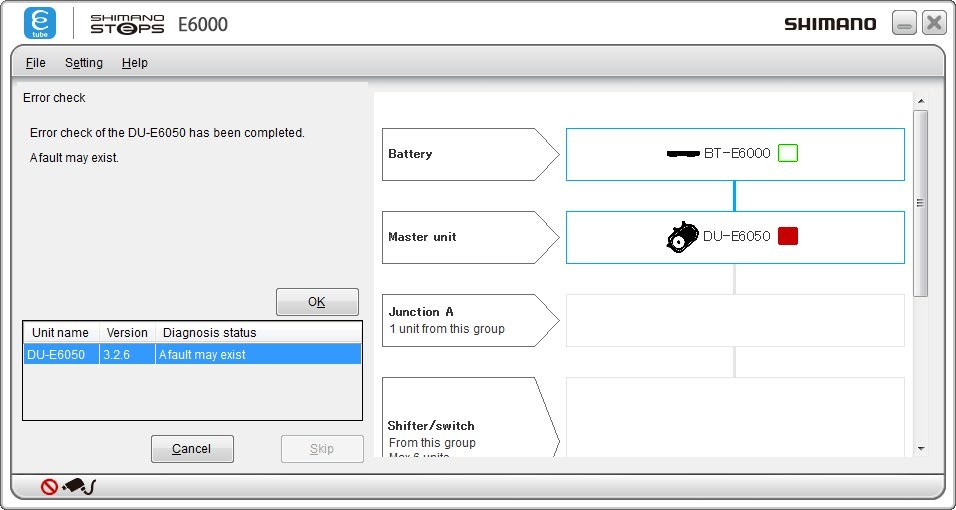 e tube
SHIMANO STEPS E6000
SHIMANO
File Setting Help
Error check
Error check of the DU-E6050 has been completed.
A fault may exist.
OK
Unit name Version Diagnosis status
DU-E6050 3.2.6 A fault may exist
Cancel Skip
Battery
BT-E6000
Master unit
DU-E6050
Junction A
1 unit from this group
Shifter/switch
From this group
Max 6 units